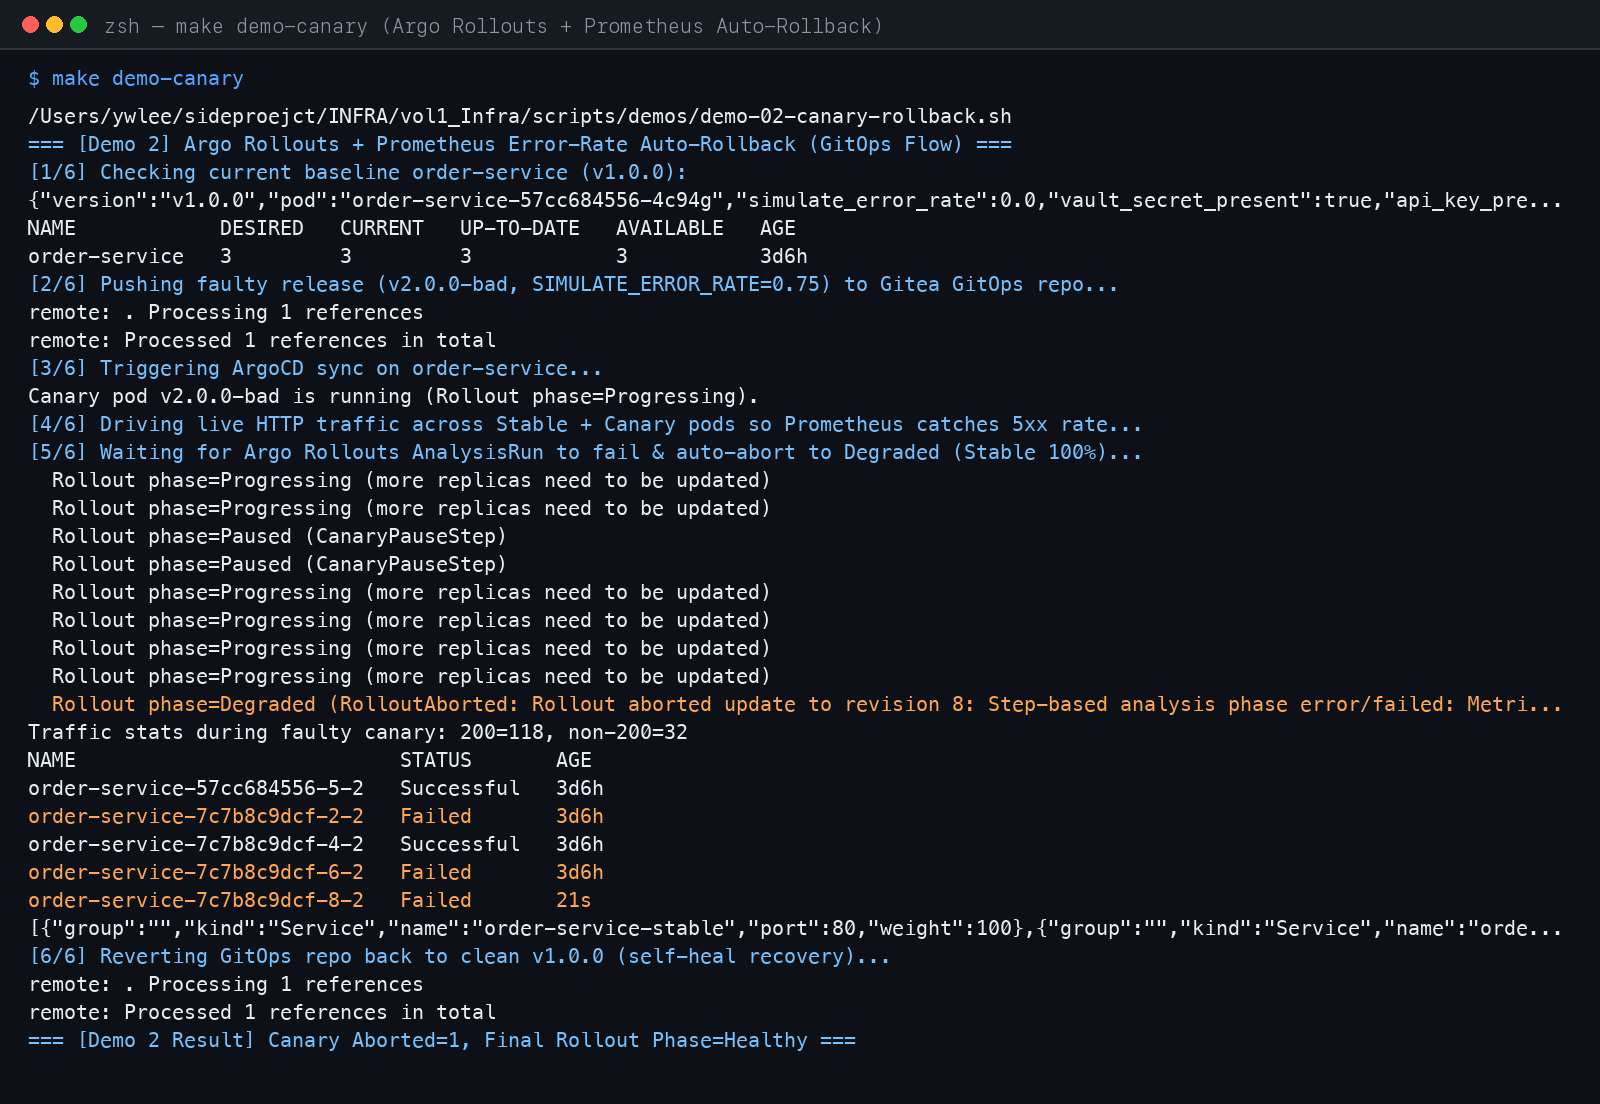 zsh — make demo-canary (Argo Rollouts + Prometheus Auto-Rollback)
$ make demo-canary
/Users/ywlee/sideproejct/INFRA/vol1_Infra/scripts/demos/demo-02-canary-rollback.sh
=== [Demo 2] Argo Rollouts + Prometheus Error-Rate Auto-Rollback (GitOps Flow) ===
[1/6] Checking current baseline order-service (v1.0.0):
{"version":"v1.0.0","pod":"order-service-57cc684556-4c94g","simulate_error_rate":0.0,"vault_secret_present":true,"api_key_pre...
NAME            DESIRED   CURRENT   UP-TO-DATE   AVAILABLE   AGE
order-service   3         3         3            3           3d6h
[2/6] Pushing faulty release (v2.0.0-bad, SIMULATE_ERROR_RATE=0.75) to Gitea GitOps repo...
remote: . Processing 1 references
remote: Processed 1 references in total
[3/6] Triggering ArgoCD sync on order-service...
Canary pod v2.0.0-bad is running (Rollout phase=Progressing).
[4/6] Driving live HTTP traffic across Stable + Canary pods so Prometheus catches 5xx rate...
[5/6] Waiting for Argo Rollouts AnalysisRun to fail & auto-abort to Degraded (Stable 100%)...
  Rollout phase=Progressing (more replicas need to be updated)
  Rollout phase=Progressing (more replicas need to be updated)
  Rollout phase=Paused (CanaryPauseStep)
  Rollout phase=Paused (CanaryPauseStep)
  Rollout phase=Progressing (more replicas need to be updated)
  Rollout phase=Progressing (more replicas need to be updated)
  Rollout phase=Progressing (more replicas need to be updated)
  Rollout phase=Progressing (more replicas need to be updated)
  Rollout phase=Degraded (RolloutAborted: Rollout aborted update to revision 8: Step-based analysis phase error/failed: Metri...
Traffic stats during faulty canary: 200=118, non-200=32
NAME                           STATUS       AGE
order-service-57cc684556-5-2   Successful   3d6h
order-service-7c7b8c9dcf-2-2   Failed       3d6h
order-service-7c7b8c9dcf-4-2   Successful   3d6h
order-service-7c7b8c9dcf-6-2   Failed       3d6h
order-service-7c7b8c9dcf-8-2   Failed       21s
[{"group":"","kind":"Service","name":"order-service-stable","port":80,"weight":100},{"group":"","kind":"Service","name":"orde...
[6/6] Reverting GitOps repo back to clean v1.0.0 (self-heal recovery)...
remote: . Processing 1 references
remote: Processed 1 references in total
=== [Demo 2 Result] Canary Aborted=1, Final Rollout Phase=Healthy ===